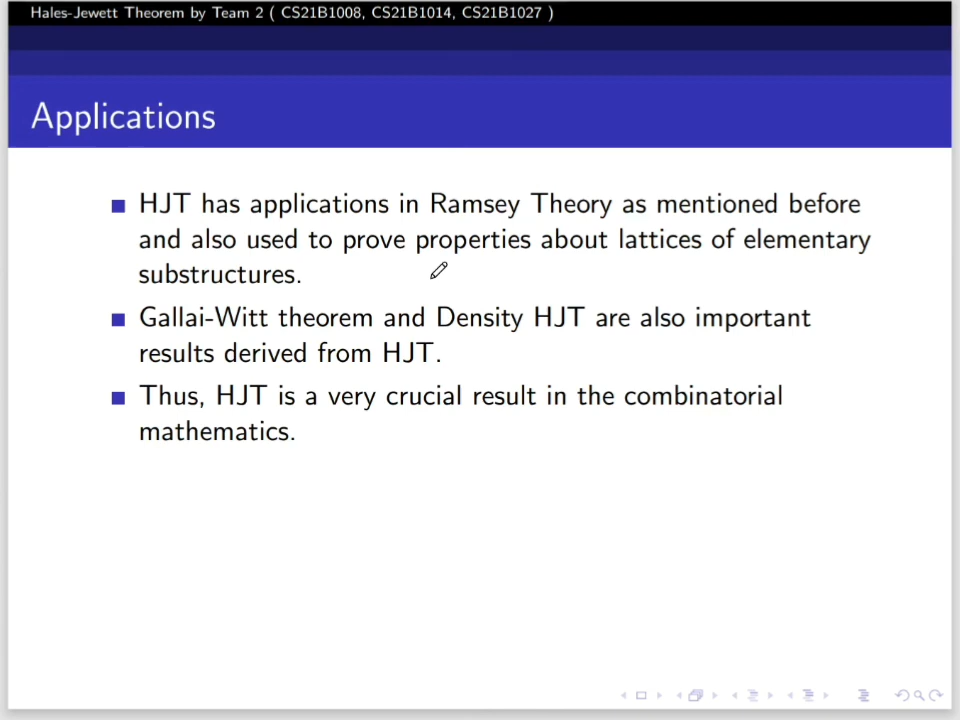 Hales-Jewett Theorem by Team 2 ( CS21B1008, CS21B1014, CS21B1027 )
Applications
HJT has applications in Ramsey Theory as mentioned before
and also used to prove properties about lattices of elementary
substructures.
Gallai-Witt theorem and Density HJT are also important
results derived from HJT.
Thus, HJT is a very crucial result in the combinatorial
mathematics.